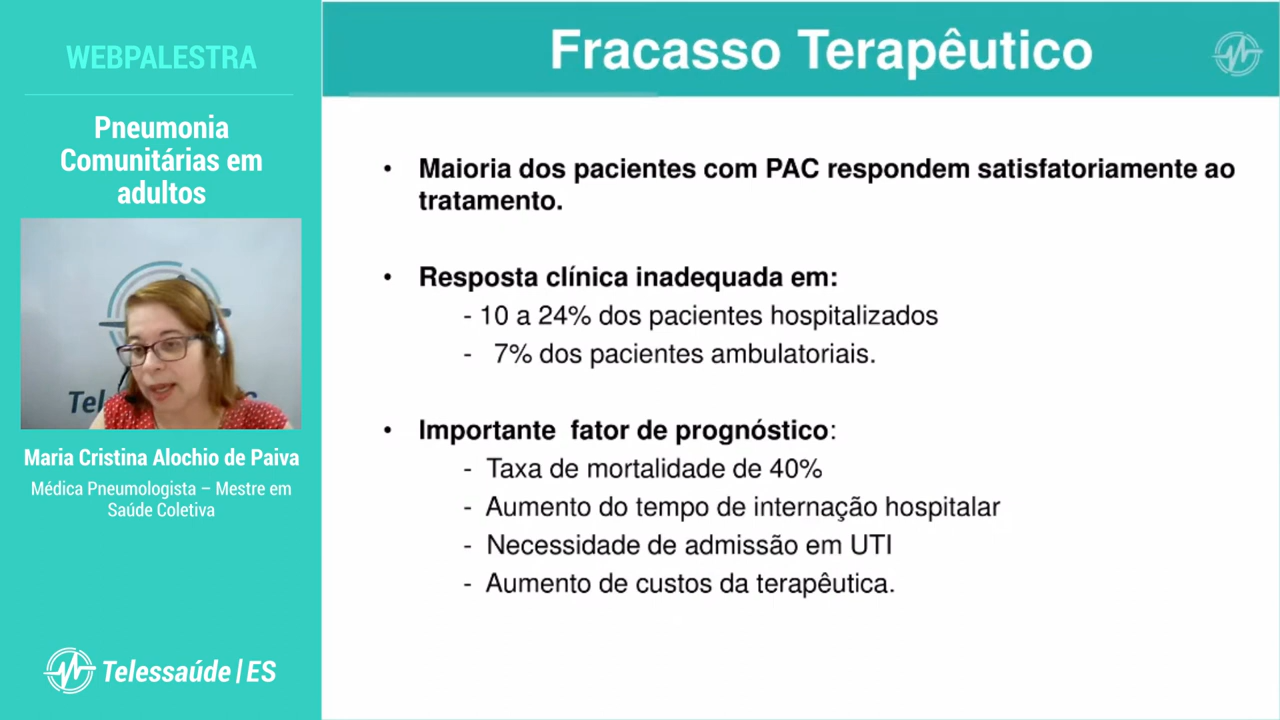 WEBPALESTRA
Pneumonia
Comunitárias em
adultos
Tel
S
Maria Cristina Alochio de Paiva
Médica Pneumologista – Mestre em
Saúde Coletiva
Telessaúde|ES
Fracasso Terapêutico
• Maioria dos pacientes com PAC respondem satisfatoriamente ao
tratamento.
• Resposta clínica inadequada em:
- 10 a 24% dos pacientes hospitalizados
- 7% dos pacientes ambulatoriais.
• Importante fator de prognóstico:
- Taxa de mortalidade de 40%
- Aumento do tempo de internação hospitalar
- Necessidade de admissão em UTI
- Aumento de custos da terapêutica.